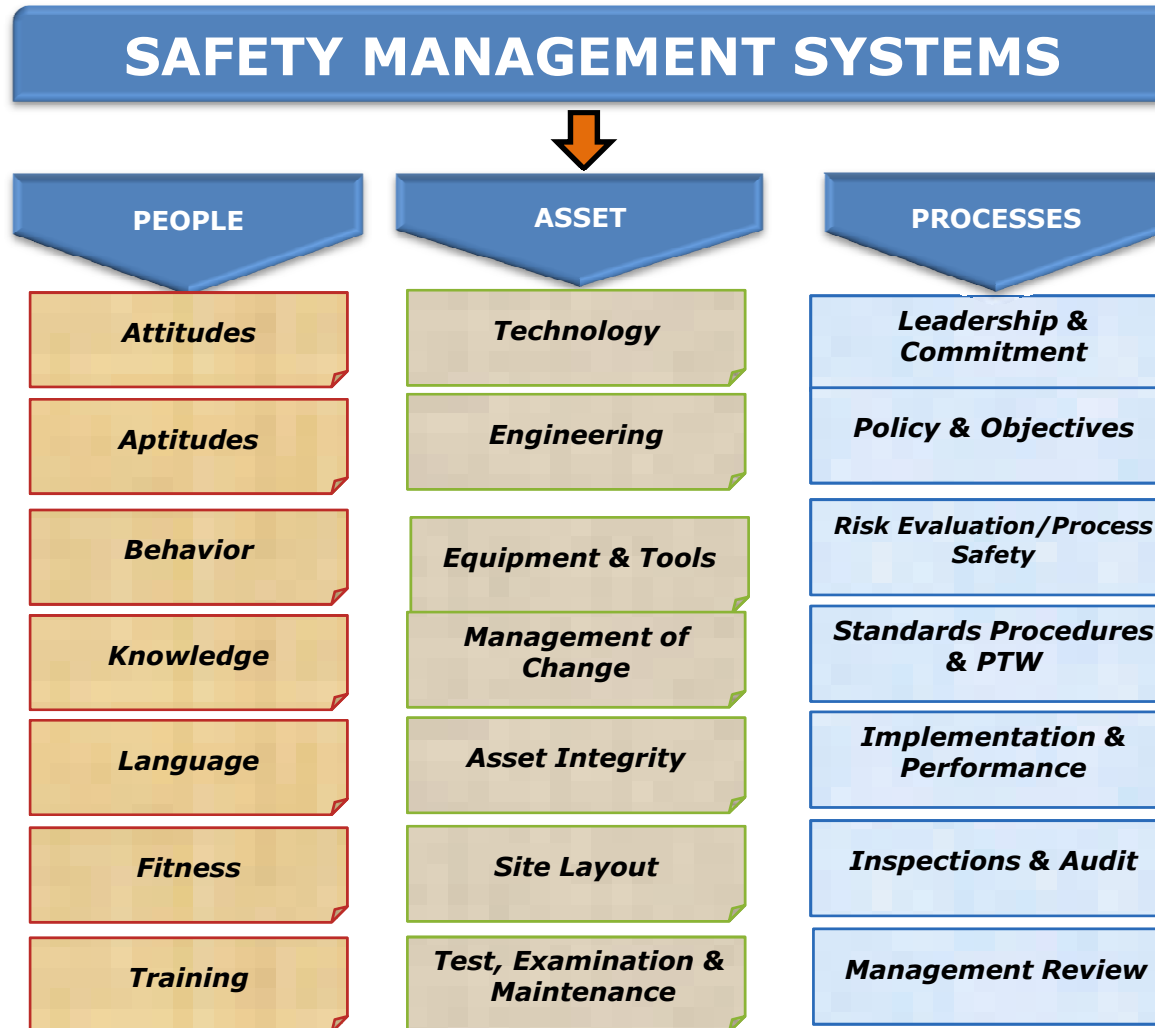 SAFETY MANAGEMENT SYSTEMS
PEOPLE
Attitudes
Aptitudes
Behavior
Knowledge
Language
Fitness
Training
ASSET
Technology
Engineering
Equipment & Tools
Management of
Change
Asset Integrity
Site Layout
Test, Examination &
Maintenance
PROCESSES
Leadership &
Commitment
Policy & Objectives
Risk Evaluation/Process
Safety
Standards Procedures
& PTW
Implementation &
Performance
Inspections & Audit
Management Review